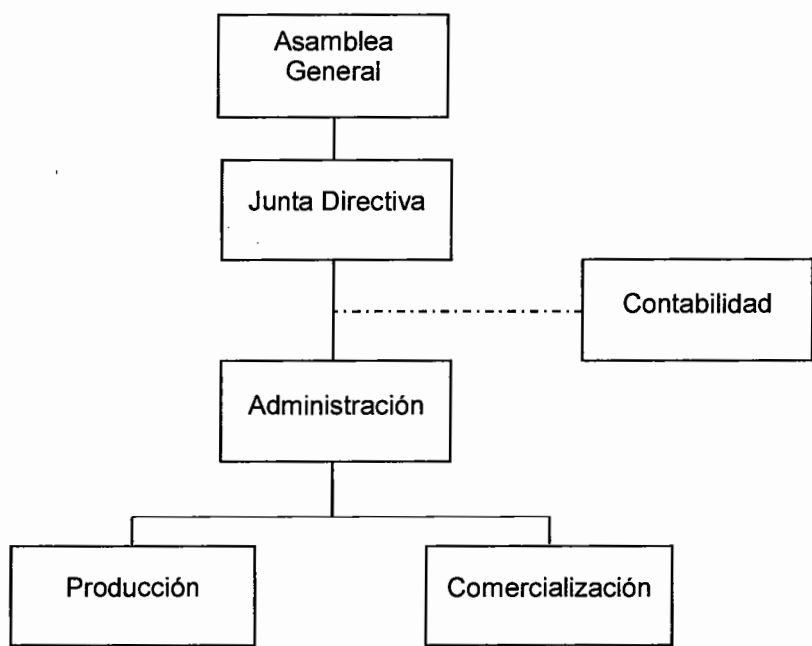 Asamblea
General
Junta Directiva
Contabilidad
Administración
Producción
Comercialización